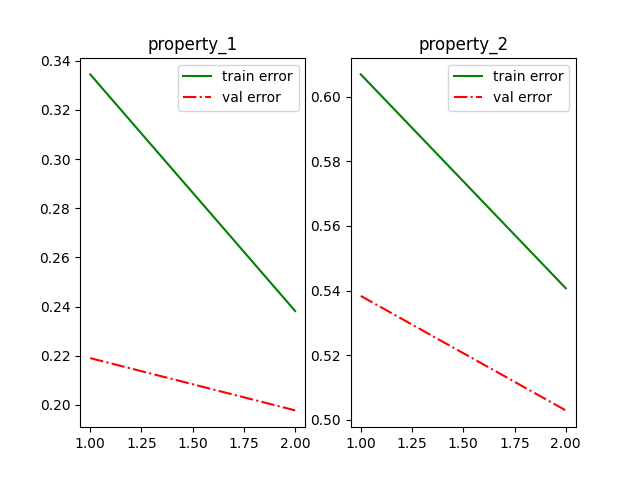 property_1
train error
val error
0.34
0.32
0.30
0.28
0.26
0.24
0.22
0.20
1.00 1.25 1.50 1.75 2.00
property_2
train error
val error
0.60
0.58
0.56
0.54
0.52
0.50
1.00 1.25 1.50 1.75 2.00